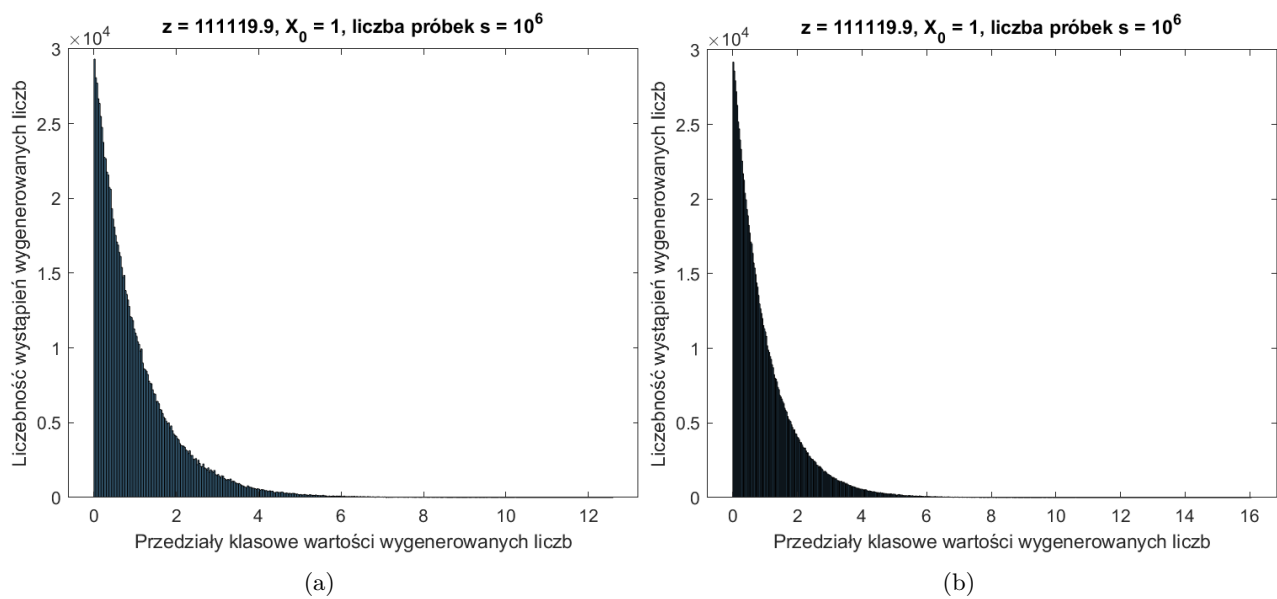 z = 111119.9, X_0 = 1, liczba próbek s = 10^6
×10^4
3
2.5
2
1.5
1
0.5
0
Liczebność wystąpień wygenerowanych liczb
0 2 4 6 8 10 12
Przedziały klasowe wartości wygenerowanych liczb
(a)
z = 111119.9, X_0 = 1, liczba próbek s = 10^6
×10^4
3
2.5
2
1.5
1
0.5
0
Liczebność wystąpień wygenerowanych liczb
0 2 4 6 8 10 12 14 16
Przedziały klasowe wartości wygenerowanych liczb
(b)